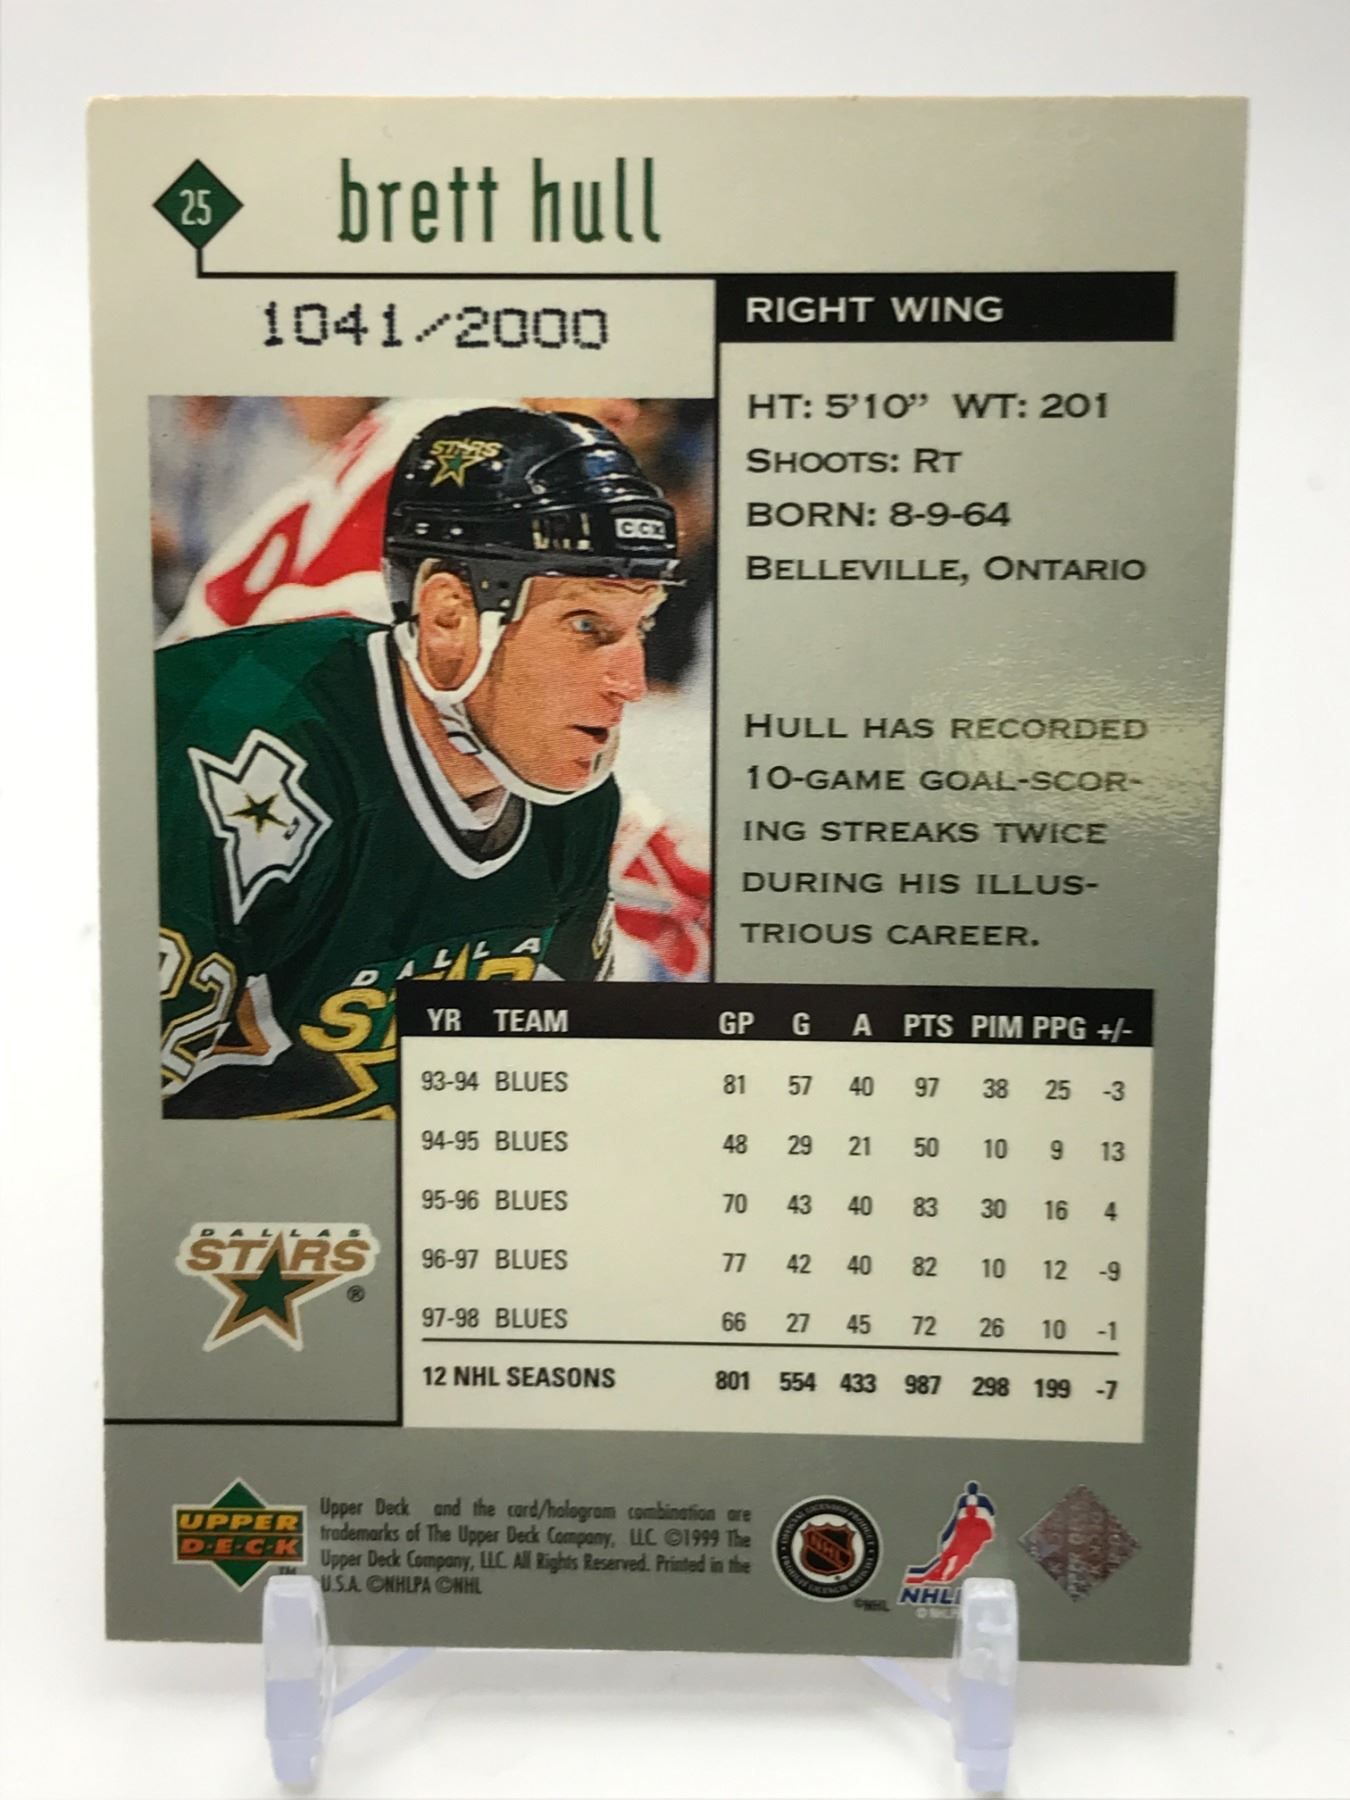 25
brett hull
1041/2000
RIGHT WING
HT: 5'10” WT: 201
SHOOTS: RT
BORN: 8-9-64
BELLEVILLE, ONTARIO
HULL HAS RECORDED
10-GAME GOAL-SCOR-
ING STREAKS TWICE
DURING HIS ILLUS-
TRIOUS CAREER.
STARS
CCM
22
DALLA
YR TEAM GP G A PTS PIM PPG +/-
93-94 BLUES 81 57 40 97 38 25 -3
94-95 BLUES 48 29 21 50 10 9 13
95-96 BLUES 70 43 40 83 30 16 4
96-97 BLUES 77 42 40 82 10 12 -9
97-98 BLUES 66 27 45 72 26 10 -1
12 NHL SEASONS 801 554 433 987 298 199 -7
DALLAS
STARS
®
UPPER
D·E·C·K
™
Upper Deck and the card/hologram combination are
trademarks of The Upper Deck Company, LLC ©1999 The
Upper Deck Company, LLC. All Rights Reserved. Printed in the
U.S.A. ©NHLPA ©NHL
NHL
©NHL